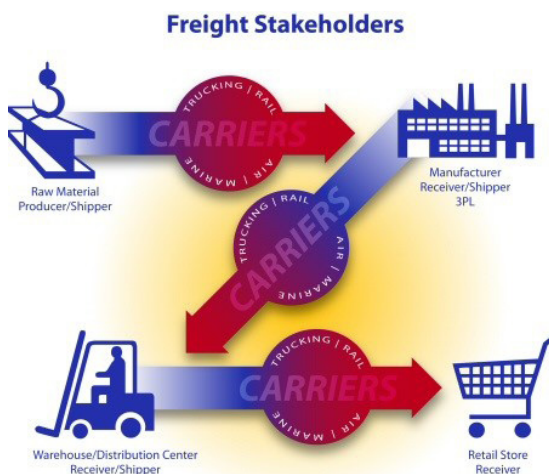 Freight Stakeholders
TRUCKING | RAIL
CARRIERS
AIR | MARINE
Raw Material
Producer/Shipper
Manufacturer
Receiver/Shipper
3PL
TRUCKING | RAIL
CARRIERS
AIR | MARINE
TRUCKING | RAIL
CARRIERS
AIR | MARINE
Warehouse/Distribution Center
Receiver/Shipper
Retail Store
Receiver